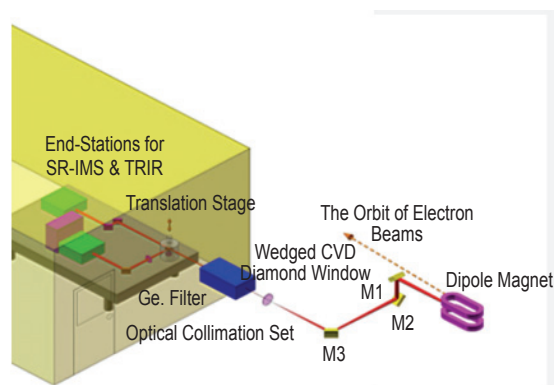 End-Stations for
SR-IMS & TRIR
Translation Stage
The Orbit of Electron
Beams
Wedged CVD
Diamond Window
Dipole Magnet
M1
Ge. Filter
M2
Optical Collimation Set
M3